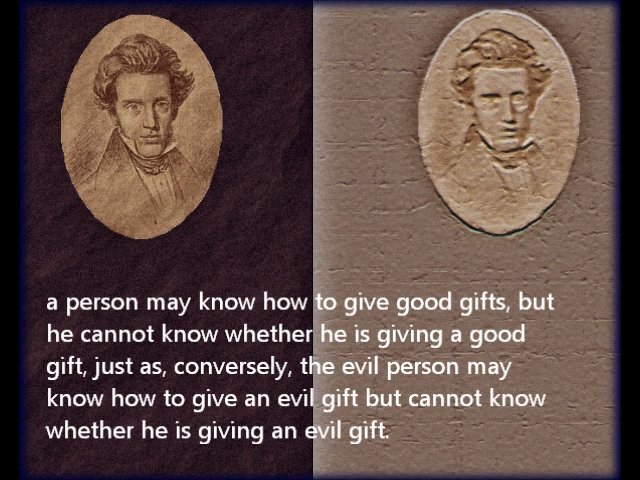 a person may know how to give good gifts, but
he cannot know whether he is giving a good
gift, just as, conversely, the evil person may
know how to give an evil gift but cannot know
whether he is giving an evil gift.